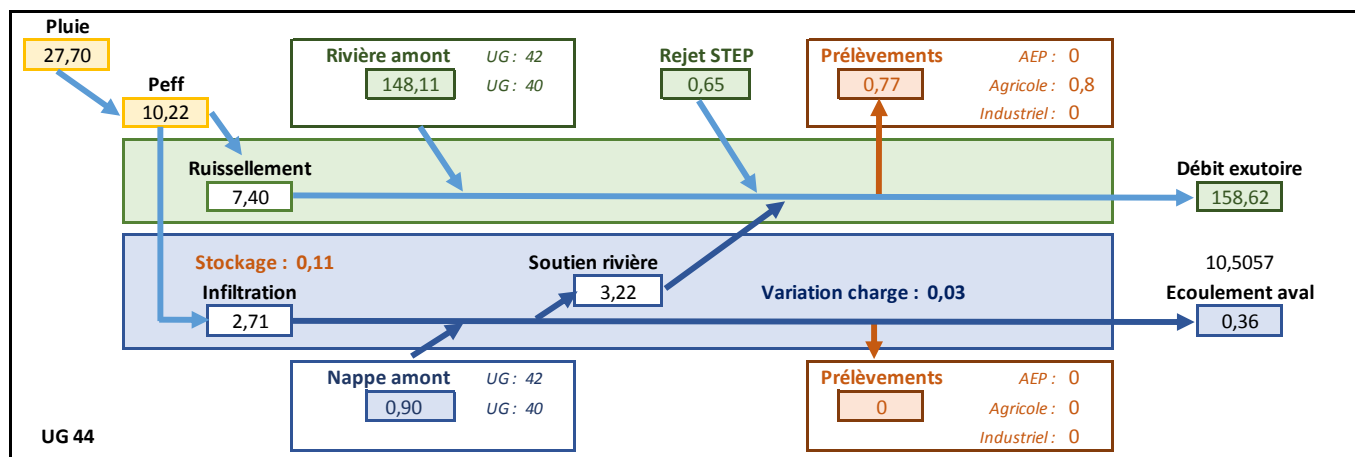 Pluie
27,70
Peff
10,22
Rivière amont
148,11
UG : 42
UG : 40
Rejet STEP
0,65
Prélèvements
0,77
AEP : 0
Agricole : 0,8
Industriel : 0
Ruissellement
7,40
Débit exutoire
158,62
Stockage : 0,11
Infiltration
2,71
Soutien rivière
3,22
Variation charge : 0,03
10,5057
Ecoulement aval
0,36
Nappe amont
0,90
UG : 42
UG : 40
Prélèvements
0
AEP : 0
Agricole : 0
Industriel : 0
UG 44